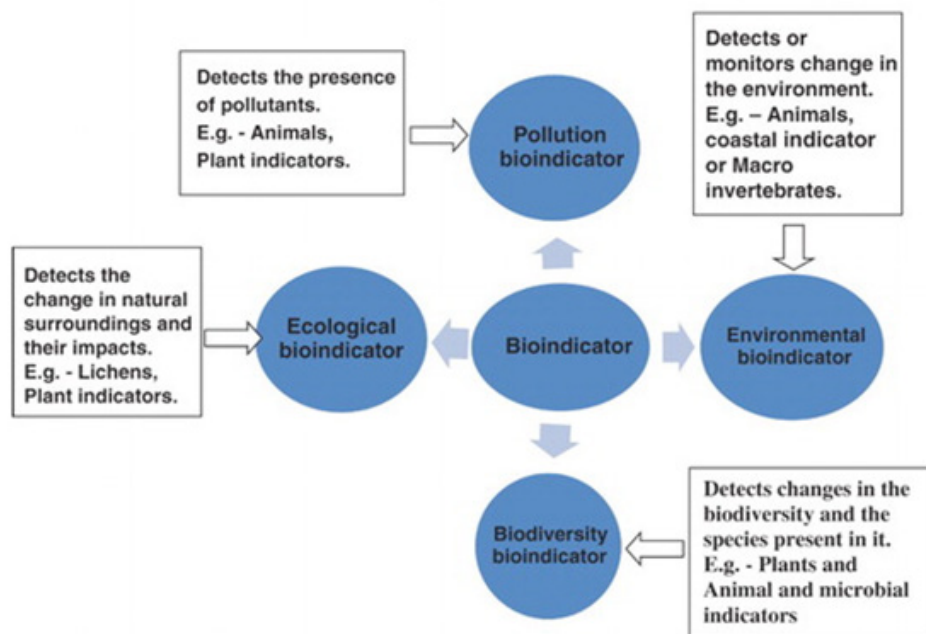 Detects the presence
of pollutants.
E.g. - Animals,
Plant indicators.
Pollution
bioindicator
Detects or
monitors change in
the environment.
E.g. – Animals,
coastal indicator
or Macro
invertebrates.
Detects the
change in natural
surroundings and
their impacts.
E.g. - Lichens,
Plant indicators.
Ecological
bioindicator
Bioindicator
Environmental
bioindicator
Biodiversity
bioindicator
Detects changes in the
biodiversity and the
species present in it.
E.g. - Plants and
Animal and microbial
indicators